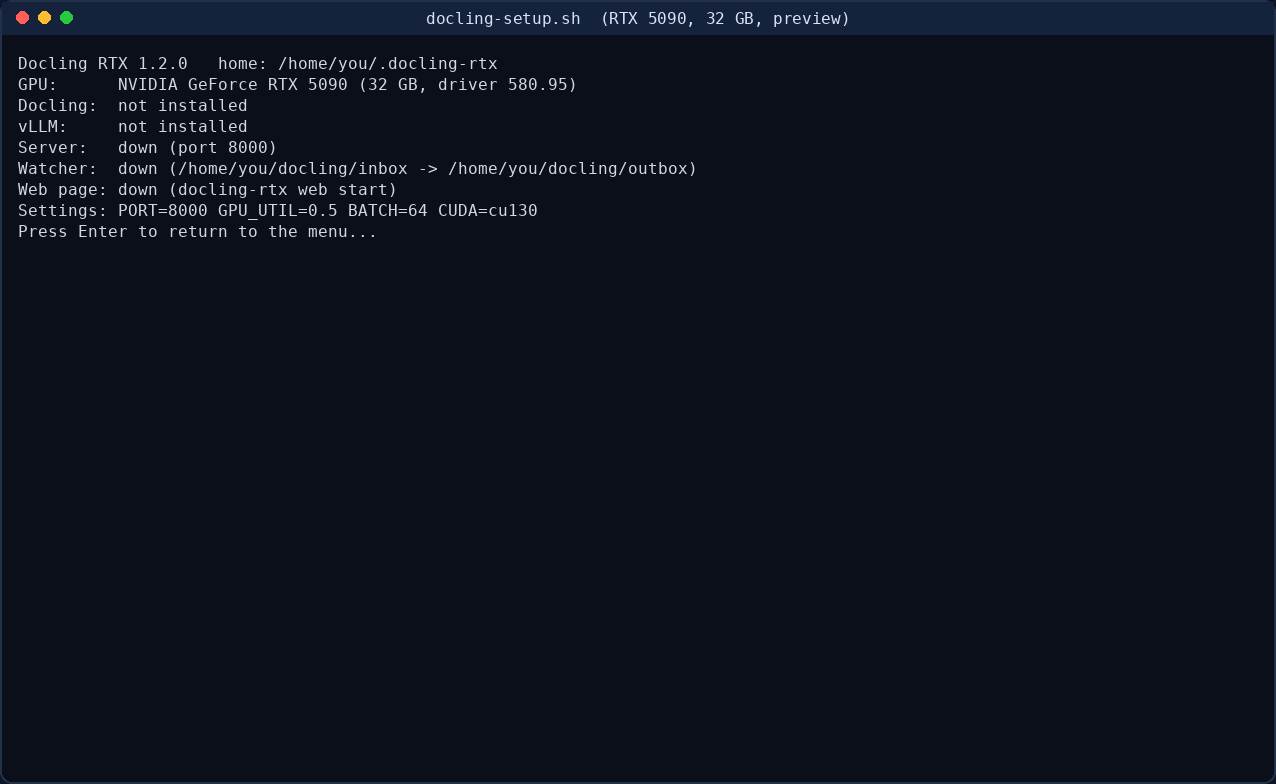 docling-setup.sh  (RTX 5090, 32 GB, preview)
Docling RTX 1.2.0   home: /home/you/.docling-rtx
GPU:      NVIDIA GeForce RTX 5090 (32 GB, driver 580.95)
Docling:  not installed
vLLM:     not installed
Server:   down (port 8000)
Watcher:  down (/home/you/docling/inbox -> /home/you/docling/outbox)
Web page: down (docling-rtx web start)
Settings: PORT=8000 GPU_UTIL=0.5 BATCH=64 CUDA=cu130
Press Enter to return to the menu...